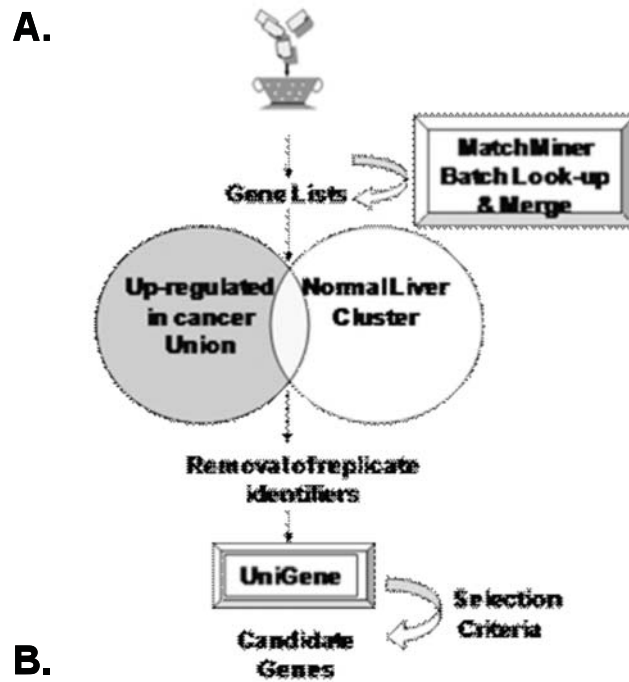 A.
MatchMiner
Batch Look-up
& Merge
Gene Lists
Up-regulated
in cancer
Union
Normal Liver
Cluster
Removal of replicate
identifiers
UniGene
Selection
Criteria
Candidate
Genes
B.